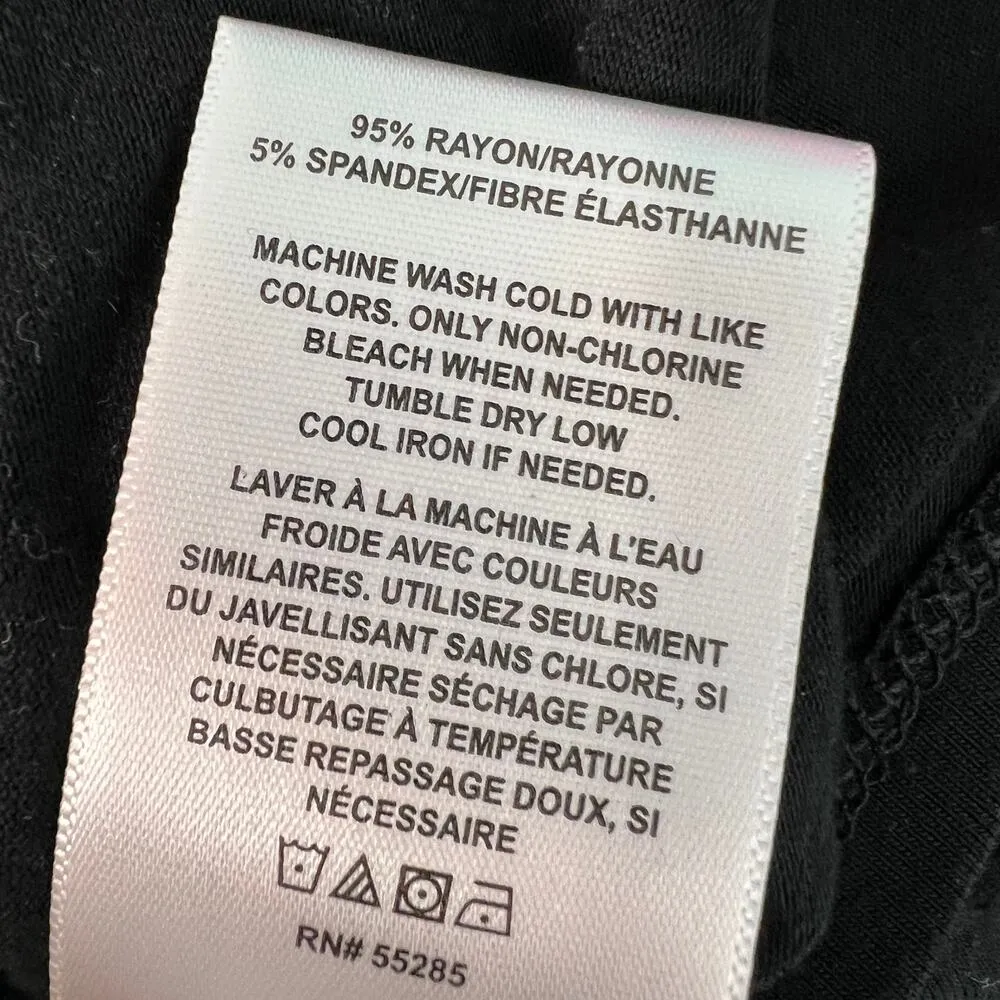 95% RAYON/RAYONNE
5% SPANDEX/FIBRE ÉLASTHANNE
MACHINE WASH COLD WITH LIKE
COLORS. ONLY NON-CHLORINE
BLEACH WHEN NEEDED.
TUMBLE DRY LOW
COOL IRON IF NEEDED.
LAVER À LA MACHINE À L'EAU
FROIDE AVEC COULEURS
SIMILAIRES. UTILISEZ SEULEMENT
DU JAVELLISANT SANS CHLORE, SI
NÉCESSAIRE SÉCHAGE PAR
CULBUTAGE À TEMPÉRATURE
BASSE REPASSAGE DOUX, SI
NÉCESSAIRE
RN# 55285